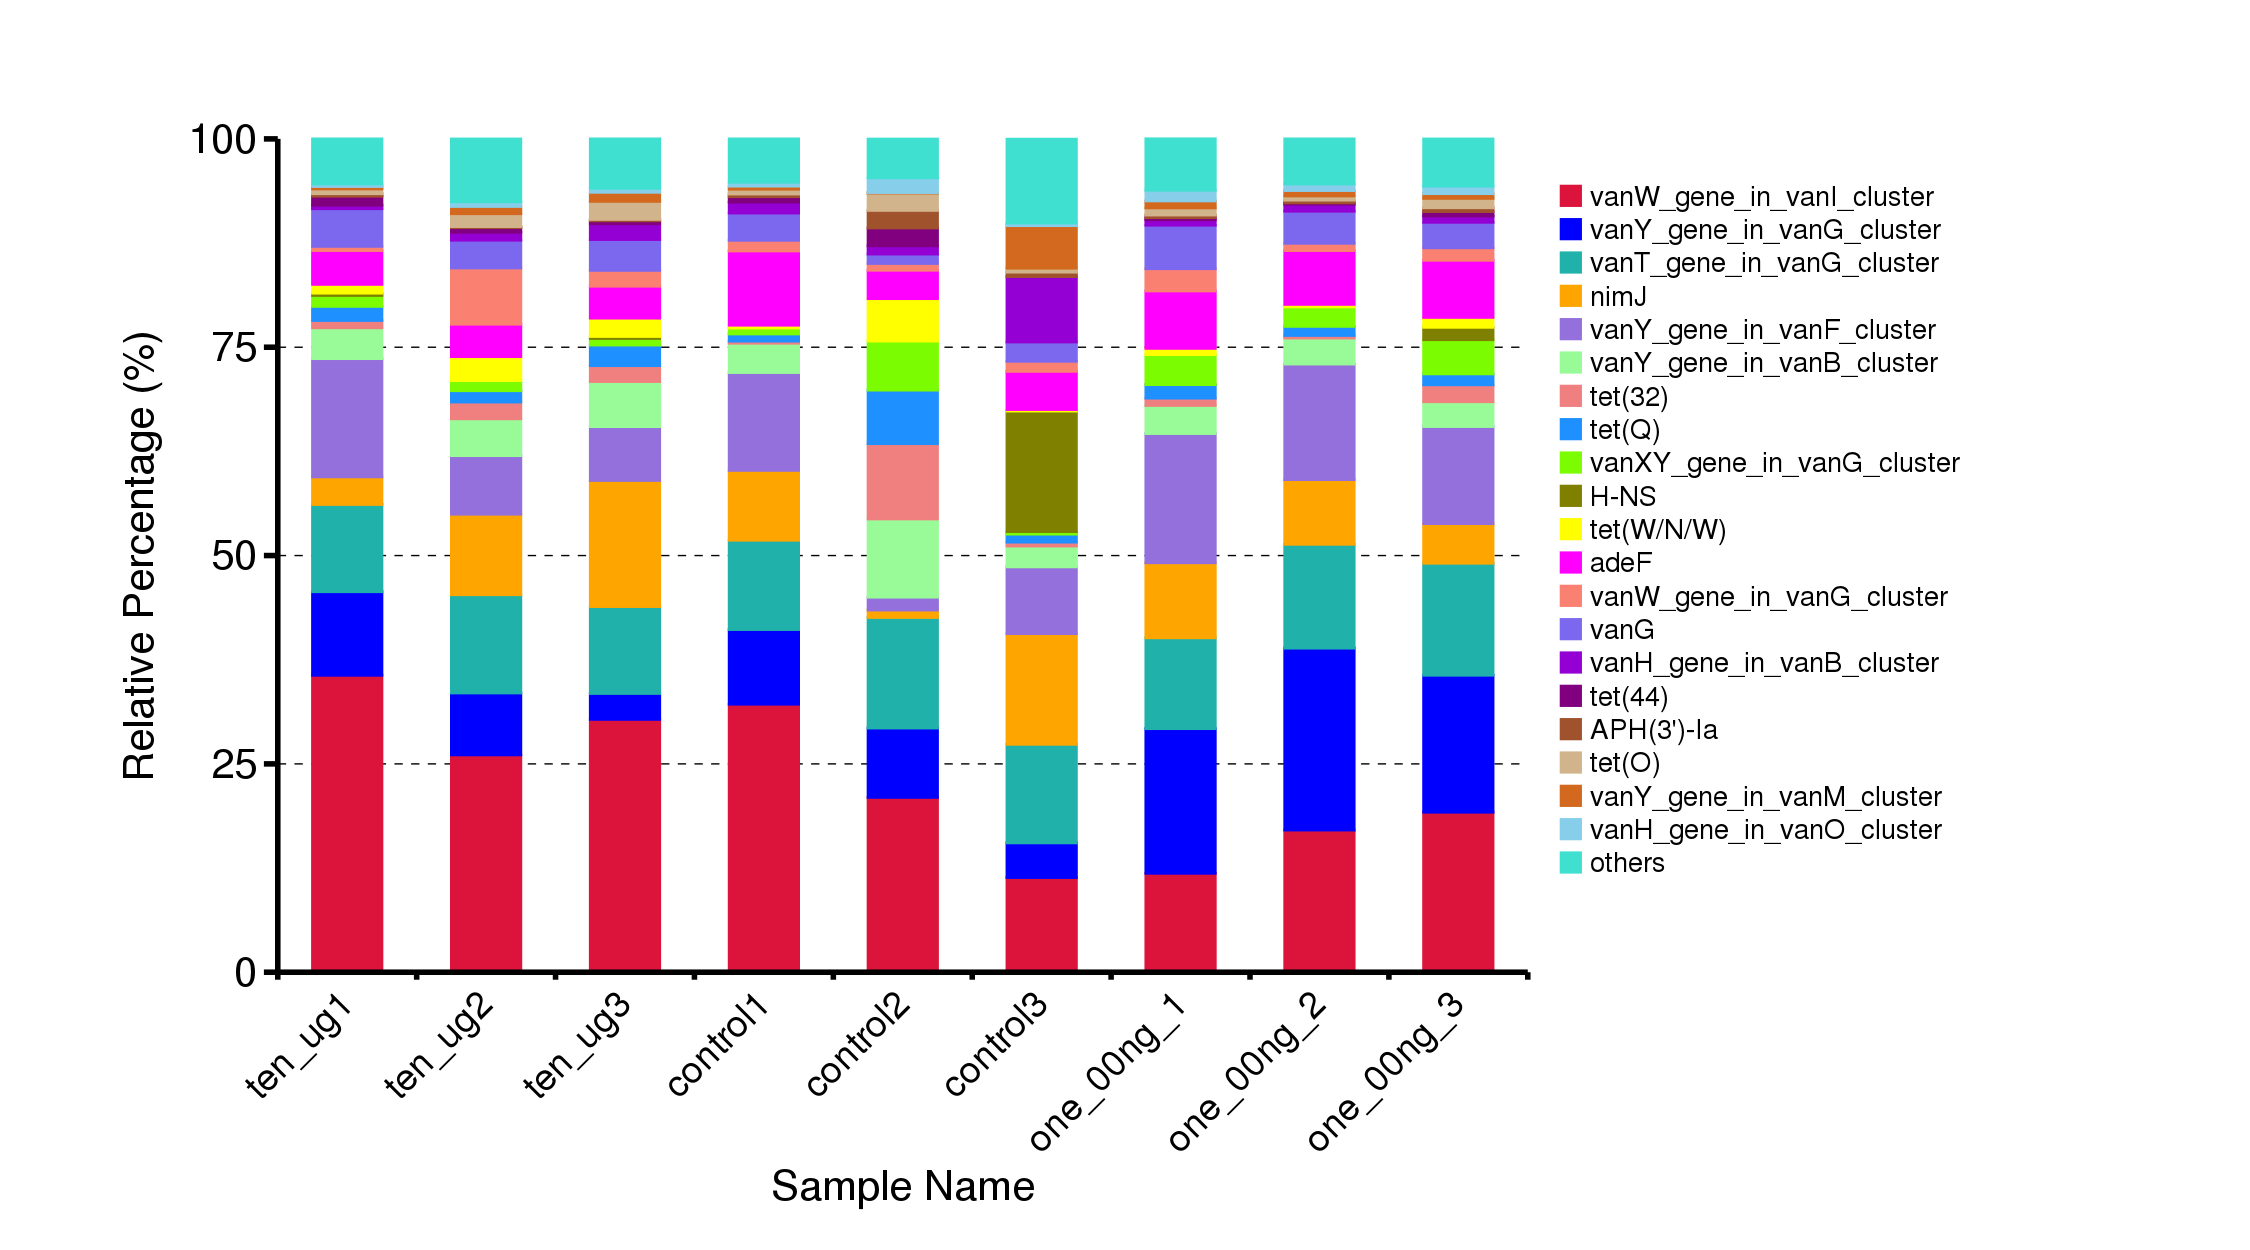 100
75
50
25
0
Relative Percentage (%)
ten_ug1
ten_ug2
ten_ug3
control1
control2
control3
one_00ng_1
one_00ng_2
one_00ng_3
Sample Name
vanW_gene_in_vanI_cluster
vanY_gene_in_vanG_cluster
vanT_gene_in_vanG_cluster
nimJ
vanY_gene_in_vanF_cluster
vanY_gene_in_vanB_cluster
tet(32)
tet(Q)
vanXY_gene_in_vanG_cluster
H-NS
tet(W/N/W)
adeF
vanW_gene_in_vanG_cluster
vanG
vanH_gene_in_vanB_cluster
tet(44)
APH(3')-Ia
tet(O)
vanY_gene_in_vanM_cluster
vanH_gene_in_vanO_cluster
others